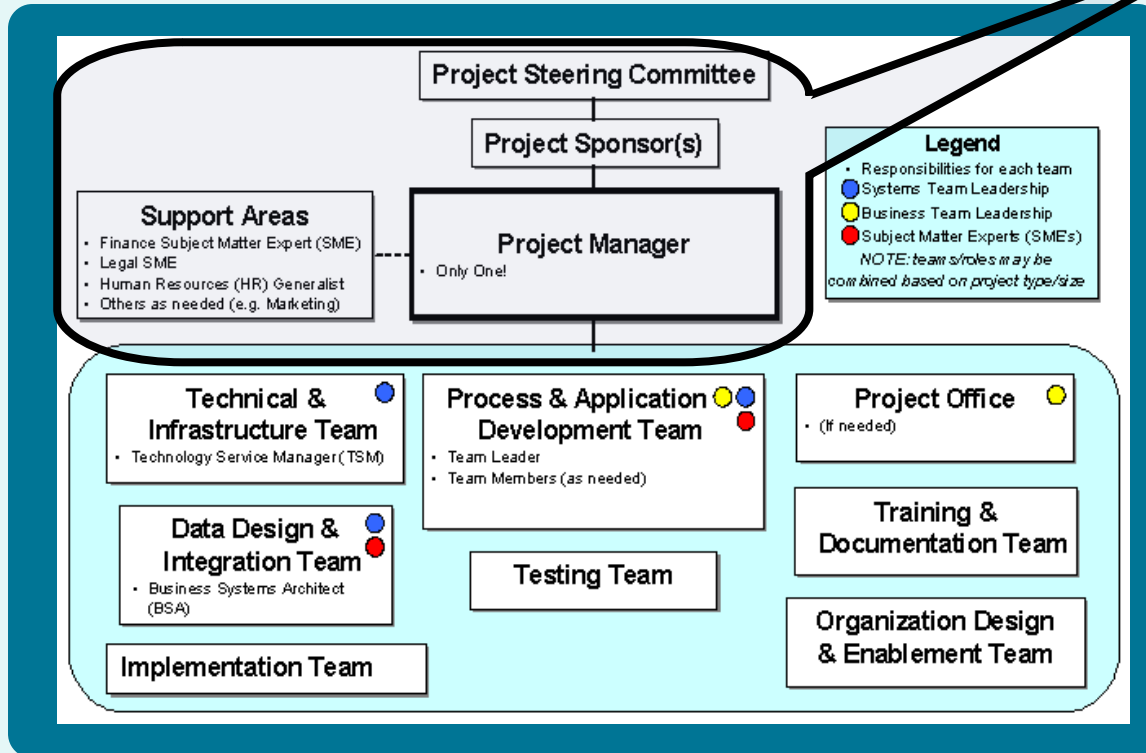 Project Steering Committee
Project Sponsor(s)
Legend
• Responsibilities for each team
Systems Team Leadership
Business Team Leadership
Subject Matter Experts (SME's)
NOTE: teams/roles may be
combined based on project type/size
Support Areas
• Finance Subject Matter Expert (SME)
• Legal SME
• Human Resources (HR) Generalist
• Others as needed (e.g. Marketing)
Project Manager
• Only One!
Technical &
Infrastructure Team
• Technology Service Manager (TSM)
Process & Application
Development Team
• Team Leader
• Team Members (as needed)
Project Office
• (If needed)
Data Design &
Integration Team
• Business Systems Architect
(BSA)
Testing Team
Training &
Documentation Team
Implementation Team
Organization Design
& Enablement Team